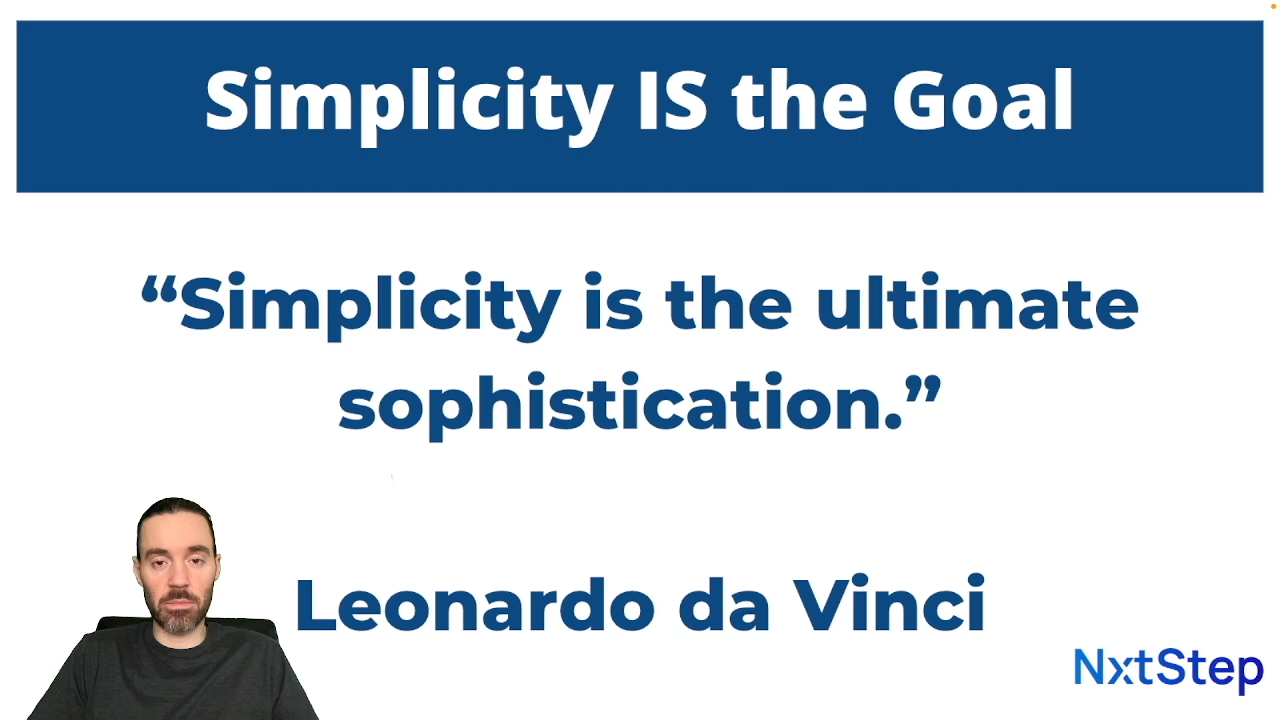 Simplicity IS the Goal
“Simplicity is the ultimate
sophistication.”
Leonardo da Vinci
NxtStep